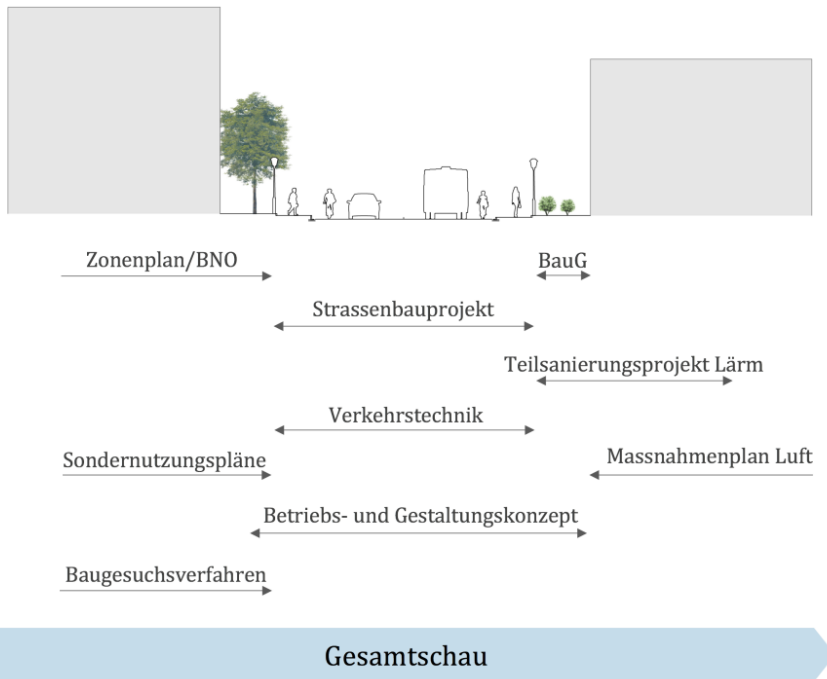 Zonenplan/BNO
BauG
Strassenbauprojekt
Teilsanierungsprojekt Lärm
Verkehrstechnik
Sondernutzungspläne
Massnahmenplan Luft
Betriebs- und Gestaltungskonzept
Baugesuchsverfahren
Gesamtschau